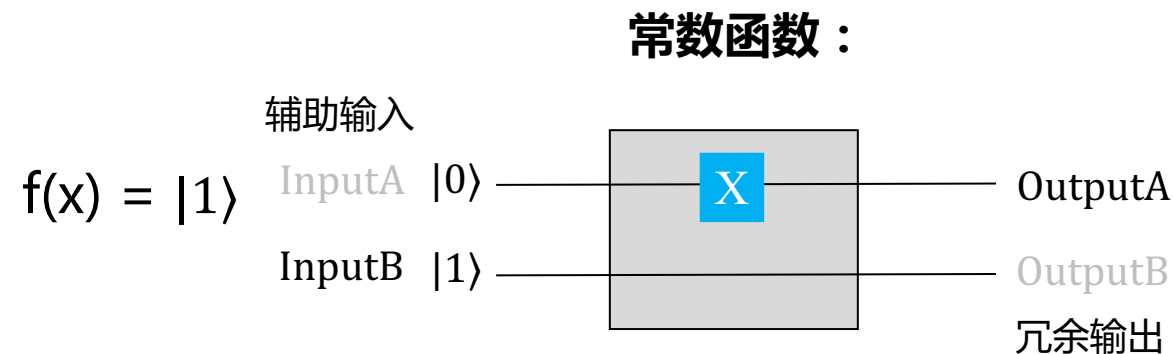 常数函数：
辅助输入
f(x) = |1⟩
InputA |0⟩
X
OutputA
InputB |1⟩
OutputB
冗余输出